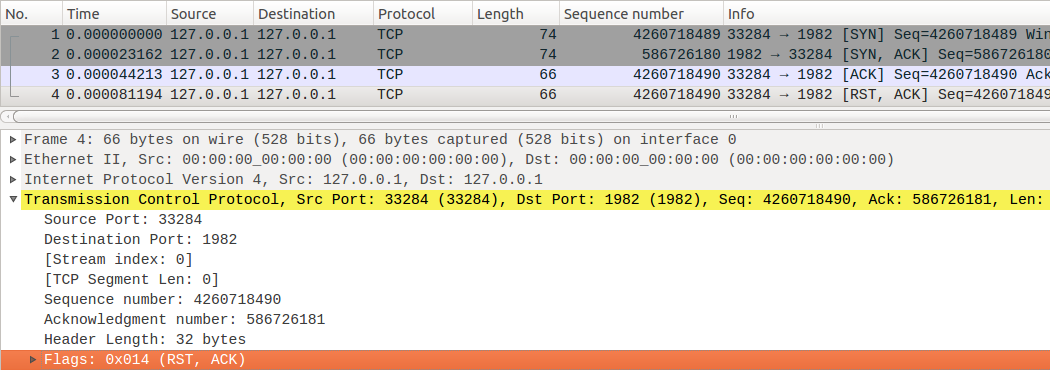 No. Time Source Destination Protocol Length Sequence number Info
1 0.000000000 127.0.0.1 127.0.0.1 TCP 74 4260718489 33284 → 1982 [SYN] Seq=4260718489 Win
2 0.000023162 127.0.0.1 127.0.0.1 TCP 74 586726180 1982 → 33284 [SYN, ACK] Seq=586726180
3 0.000044213 127.0.0.1 127.0.0.1 TCP 66 4260718490 33284 → 1982 [ACK] Seq=4260718490 Ack
4 0.000081194 127.0.0.1 127.0.0.1 TCP 66 4260718490 33284 → 1982 [RST, ACK] Seq=426071849
Frame 4: 66 bytes on wire (528 bits), 66 bytes captured (528 bits) on interface 0
Ethernet II, Src: 00:00:00_00:00:00 (00:00:00:00:00:00), Dst: 00:00:00_00:00:00 (00:00:00:00:00:00)
Internet Protocol Version 4, Src: 127.0.0.1, Dst: 127.0.0.1
Transmission Control Protocol, Src Port: 33284 (33284), Dst Port: 1982 (1982), Seq: 4260718490, Ack: 586726181, Len:
Source Port: 33284
Destination Port: 1982
[Stream index: 0]
[TCP Segment Len: 0]
Sequence number: 4260718490
Acknowledgment number: 586726181
Header Length: 32 bytes
Flags: 0x014 (RST, ACK)